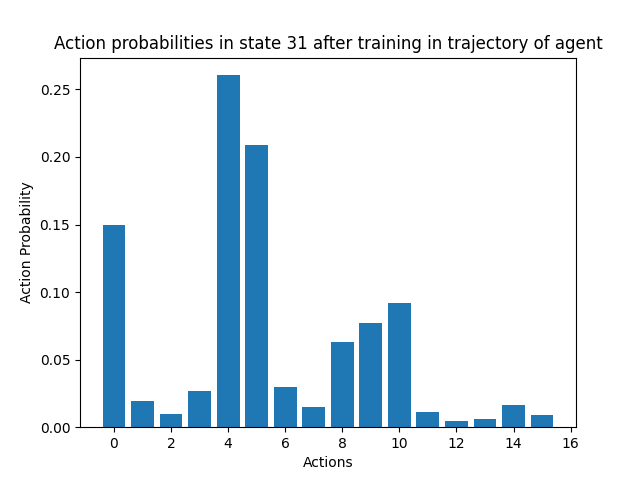 Action probabilities in state 31 after training in trajectory of agent
0.25
0.20
0.15
0.10
0.05
0.00
Action Probability
0 2 4 6 8 10 12 14 16
Actions